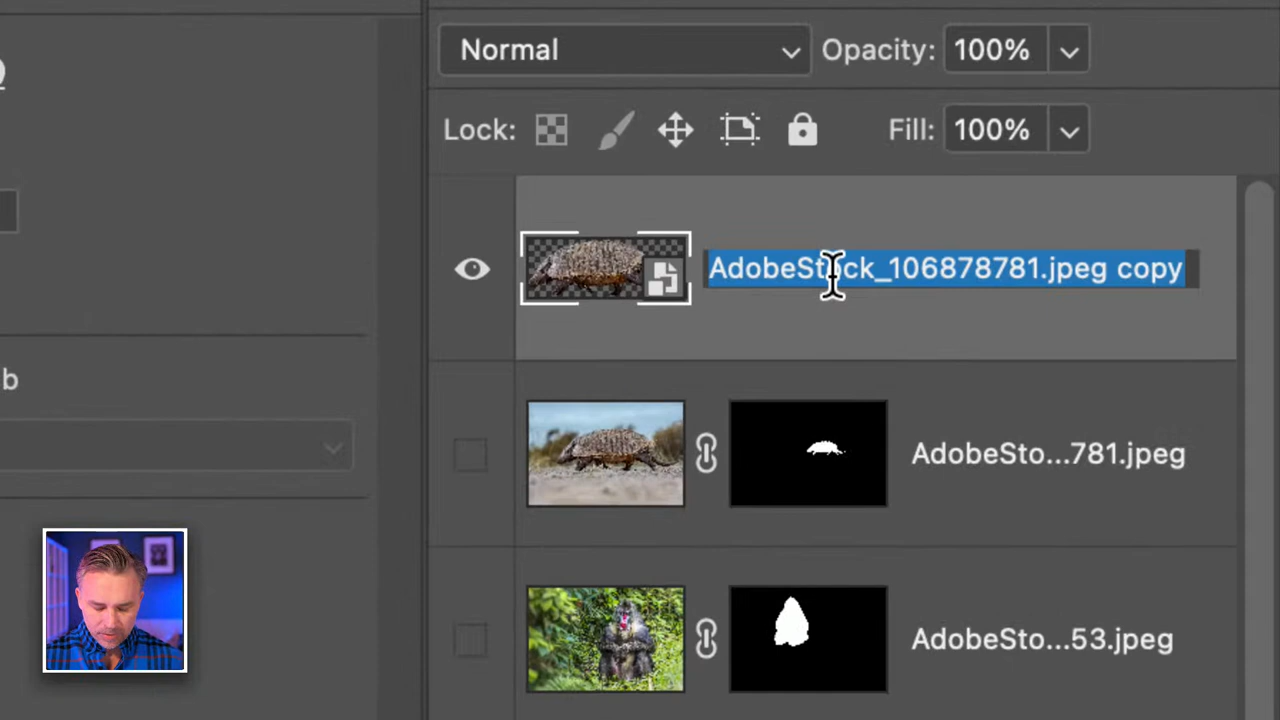 Normal
Opacity: 100%
Lock:
Fill: 100%
AdobeStock_106878781.jpeg copy
b
AdobeSto...781.jpeg
AdobeSto...53.jpeg